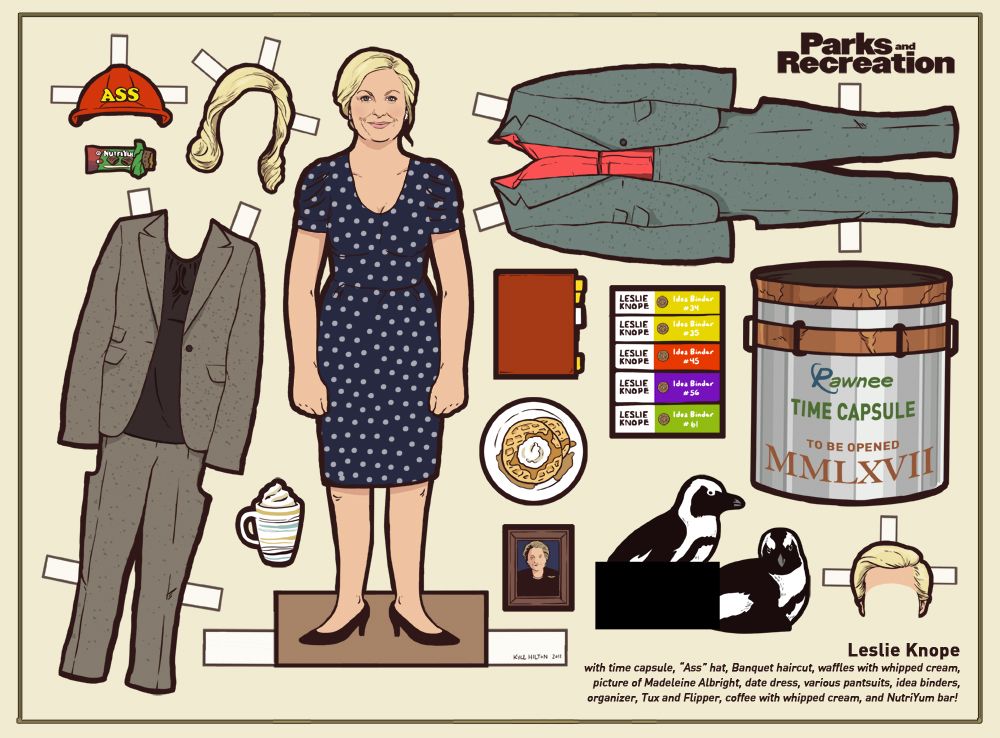 Parks and
Recreation
ASS
NUTRiYUM
LESLIE KNOPE
Idea Binder #34
LESLIE KNOPE
Idea Binder #35
LESLIE KNOPE
Idea Binder #45
LESLIE KNOPE
Idea Binder #56
LESLIE KNOPE
Idea Binder #61
Pawnee
TIME CAPSULE
TO BE OPENED
MMLXVII
KYLE HILTON 2011
Leslie Knope
with time capsule, “Ass” hat, Banquet haircut, waffles with whipped cream,
picture of Madeleine Albright, date dress, various pantsuits, idea binders,
organizer, Tux and Flipper, coffee with whipped cream, and NutriYum bar!